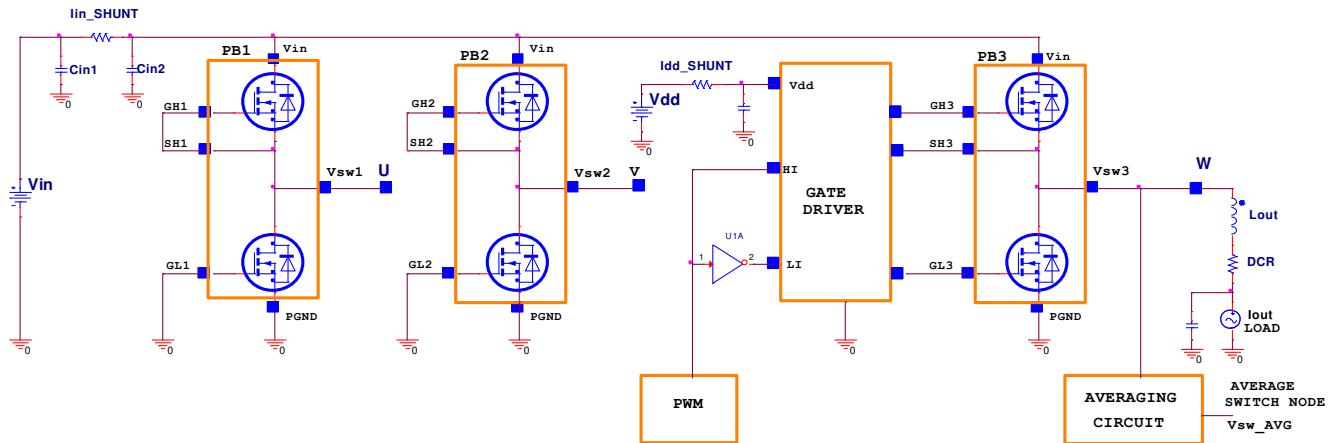 Iin_SHUNT
Cin1
Cin2
Vin
0
0
0
PB1
Vin
GH1
SH1
Vsw1
U
GL1
PGND
0
0
PB2
Vin
GH2
SH2
Vsw2
V
GL2
PGND
0
0
Idd_SHUNT
Vdd
0
0
Vdd
HI
GATE
DRIVER
LI
U1A
1
2
0
PWM
PB3
Vin
GH3
SH3
Vsw3
GL3
PGND
0
W
Lout
DCR
Iout
LOAD
0
0
AVERAGING
CIRCUIT
AVERAGE
SWITCH NODE
Vsw_AVG